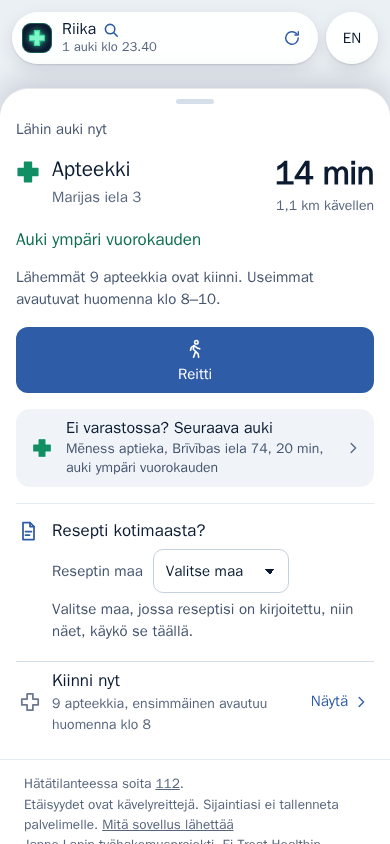 Riika
1 auki klo 23.40
EN
Lähin auki nyt
Apteekki
14 min
Marijas iela 3
1,1 km kävellen
Auki ympäri vuorokauden
Lähemmät 9 apteekkia ovat kiinni. Useimmat
avautuvat huomenna klo 8–10.
Reitti
Ei varastossa? Seuraava auki
Mēness aptieka, Brīvības iela 74, 20 min,
auki ympäri vuorokauden
Resepti kotimaasta?
Reseptin maa
Valitse maa
Valitse maa, jossa reseptisi on kirjoitettu, niin
näet, käykö se täällä.
Kiinni nyt
9 apteekkia, ensimmäinen avautuu
huomenna klo 8
Näytä
Hätätilanteessa soita 112.
Etäisyydet ovat kävelyreittejä. Sijaintiasi ei tallenneta
palvelimelle. Mitä sovellus lähettää